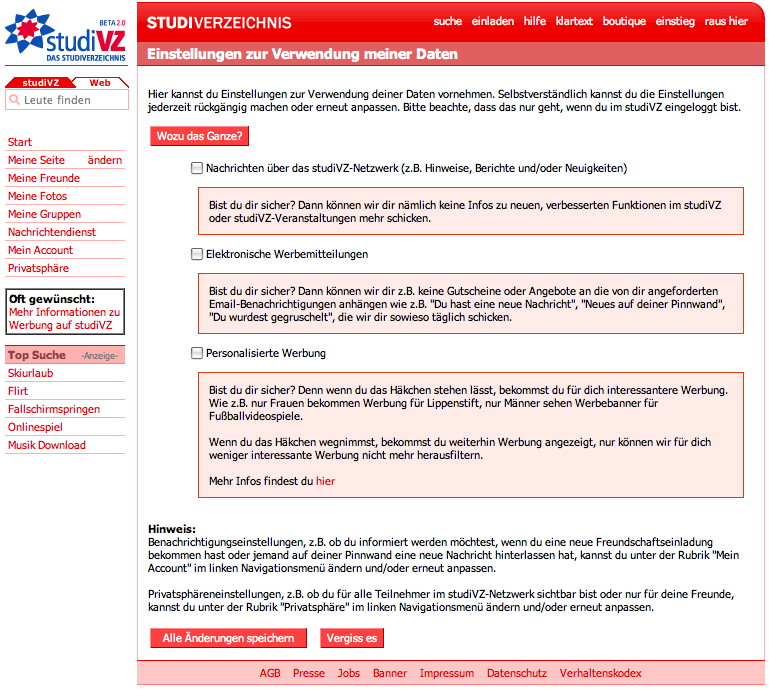 BETA 2.0
studiVZ
DAS STUDIVERZEICHNIS
STUDIVERZEICHNIS
suche einladen hilfe klartext boutique einstieg raus hier
Einstellungen zur Verwendung meiner Daten
studiVZ Web
Leute finden
Start
Meine Seite ändern
Meine Freunde
Meine Fotos
Meine Gruppen
Nachrichtendienst
Mein Account
Privatsphäre
Oft gewünscht:
Mehr Informationen zu
Werbung auf studiVZ
Top Suche -Anzeige-
Skiurlaub
Flirt
Fallschirmspringen
Onlinespiel
Musik Download
Hier kannst du Einstellungen zur Verwendung deiner Daten vornehmen. Selbstverständlich kannst du die Einstellungen
jederzeit rückgängig machen oder erneut anpassen. Bitte beachte, dass das nur geht, wenn du im studiVZ eingeloggt bist.
Wozu das Ganze?
Nachrichten über das studiVZ-Netzwerk (z.B. Hinweise, Berichte und/oder Neuigkeiten)
Bist du dir sicher? Dann können wir dir nämlich keine Infos zu neuen, verbesserten Funktionen im studiVZ
oder studiVZ-Veranstaltungen mehr schicken.
Elektronische Werbemitteilungen
Bist du dir sicher? Dann können wir dir z.B. keine Gutscheine oder Angebote an die von dir angeforderten
Email-Benachrichtigungen anhängen wie z.B. "Du hast eine neue Nachricht", "Neues auf deiner Pinnwand",
"Du wurdest gegruschelt", die wir dir sowieso täglich schicken.
Personalisierte Werbung
Bist du dir sicher? Denn wenn du das Häkchen stehen lässt, bekommst du für dich interessantere Werbung.
Wie z.B. nur Frauen bekommen Werbung für Lippenstift, nur Männer sehen Werbebanner für
Fußballvideospiele.
Wenn du das Häkchen wegnimmst, bekommst du weiterhin Werbung angezeigt, nur können wir für dich
weniger interessante Werbung nicht mehr herausfiltern.
Mehr Infos findest du hier
Hinweis:
Benachrichtigungseinstellungen, z.B. ob du informiert werden möchtest, wenn du eine neue Freundschaftseinladung
bekommen hast oder jemand auf deiner Pinnwand eine neue Nachricht hinterlassen hat, kannst du unter der Rubrik "Mein
Account" im linken Navigationsmenü ändern und/oder erneut anpassen.
Privatsphäreneinstellungen, z.B. ob du für alle Teilnehmer im studiVZ-Netzwerk sichtbar bist oder nur für deine Freunde,
kannst du unter der Rubrik "Privatsphäre" im linken Navigationsmenü ändern und/oder erneut anpassen.
Alle Änderungen speichern Vergiss es
AGB Presse Jobs Banner Impressum Datenschutz Verhaltenskodex